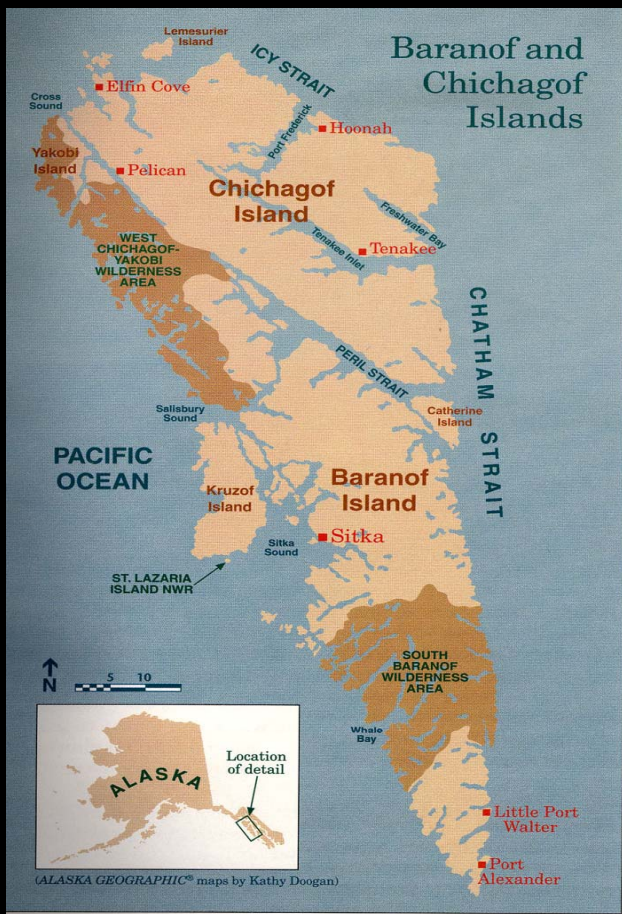 Baranof and
Chichagof
Islands
Lemesurier
Island
ICY STRAIT
Elfin Cove
Cross
Sound
Port Frederick
Hoonah
Yakobi
Island
Pelican
Chichagof
Island
Freshwater Bay
Tenakee
Tenakee Inlet
WEST
CHICHAGOF-
YAKOBI
WILDERNESS
AREA
CHATHAM STRAIT
PERIL STRAIT
Salisbury
Sound
Catherine
Island
PACIFIC
OCEAN
Baranof
Island
Kruzof
Island
Sitka
Sitka
Sound
ST. LAZARIA
ISLAND NWR
SOUTH
BARANOF
WILDERNESS
AREA
N
5 10
Whale
Bay
ALASKA
Location
of detail
Little Port
Walter
Port
Alexander
(ALASKA GEOGRAPHIC® maps by Kathy Doogan)